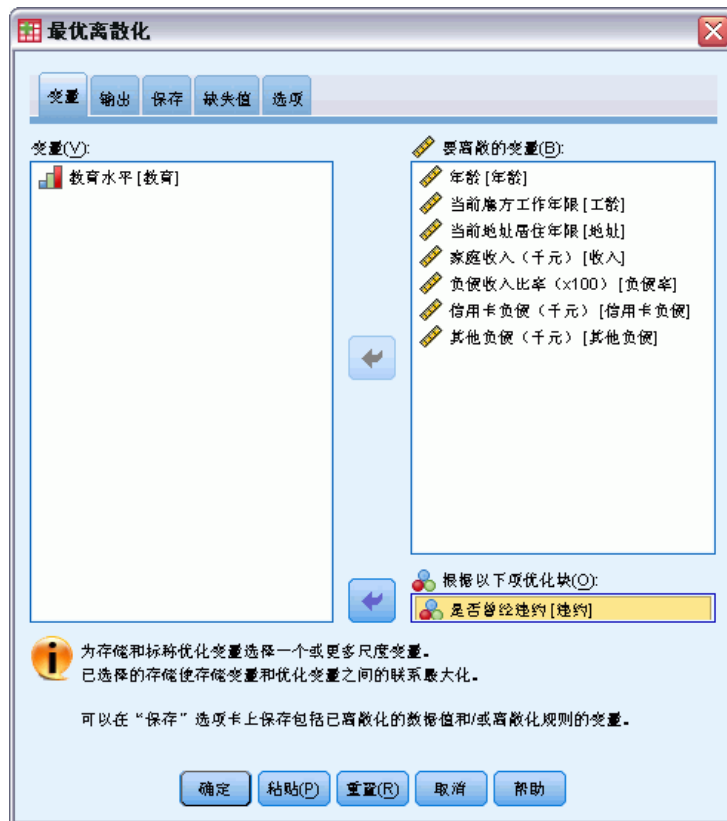 最优离散化
变量 输出 保存 缺失值 选项
变量(V):
教育水平 [教育]
要离散的变量(B):
年龄 [年龄]
当前雇方工作年限 [工龄]
当前地址居住年限 [地址]
家庭收入（千元） [收入]
负债收入比率（x100） [负债率]
信用卡负债（千元） [信用卡负债]
其他负债（千元） [其他负债]
根据以下项优化块(O):
是否曾经违约 [违约]
为存储和标称优化变量选择一个或更多尺度变量。
已选择的存储使存储变量和优化变量之间的联系最大化。
可以在“保存”选项卡上保存包括已离散化的数据值和/或离散化规则的变量。
确定 粘贴(P) 重置(R) 取消 帮助